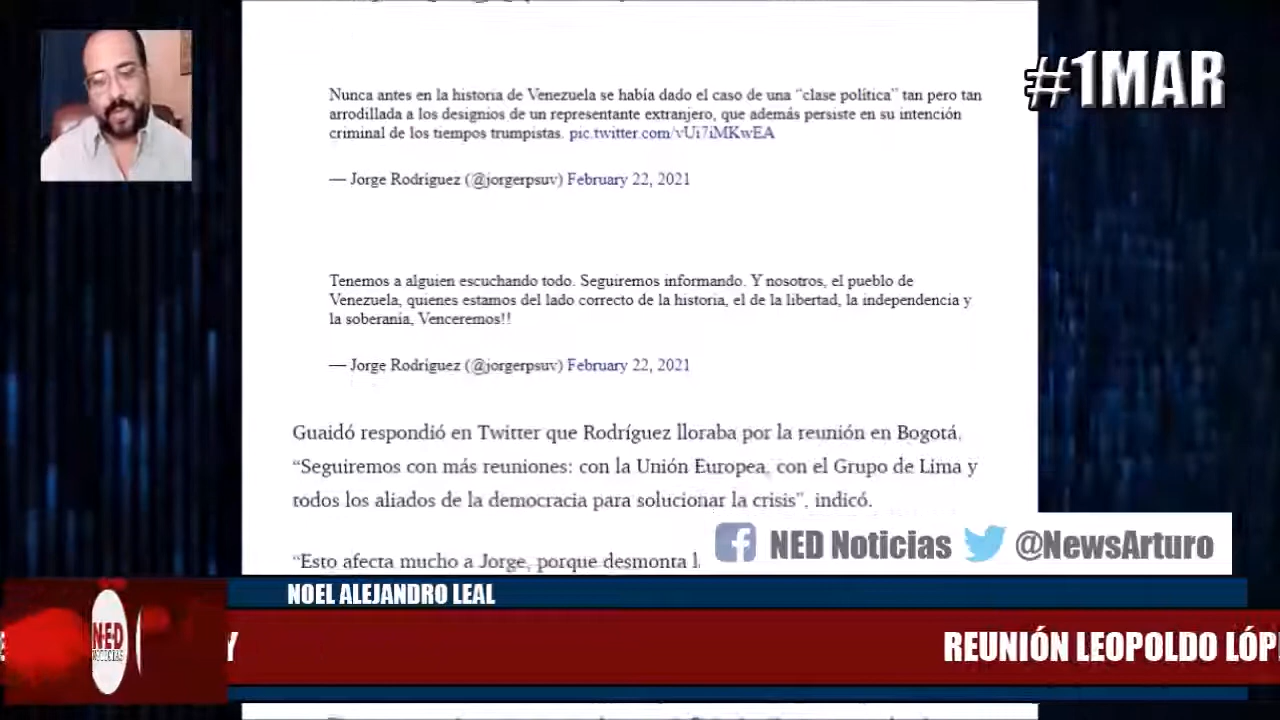 #1MAR
Nunca antes en la historia de Venezuela se había dado el caso de una “clase política” tan pero tan
arrodillada a los designios de un representante extranjero, que además persiste en su intención
criminal de los tiempos trumpistas. pic.twitter.com/vUi7iMKwEA
— Jorge Rodríguez (@jorgerpsuv) February 22, 2021
Tenemos a alguien escuchando todo. Seguiremos informando. Y nosotros, el pueblo de
Venezuela, quienes estamos del lado correcto de la historia, el de la libertad, la independencia y
la soberanía, Venceremos!!
— Jorge Rodríguez (@jorgerpsuv) February 22, 2021
Guaidó respondió en Twitter que Rodríguez lloraba por la reunión en Bogotá.
“Seguiremos con más reuniones: con la Unión Europea, con el Grupo de Lima y
todos los aliados de la democracia para solucionar la crisis”, indicó.
“Esto afecta mucho a Jorge, porque desmonta l
NED Noticias @NewsArturo
NOEL ALEJANDRO LEAL
N-E-D
NOTICIAS
Y REUNIÓN LEOPOLDO LÓP